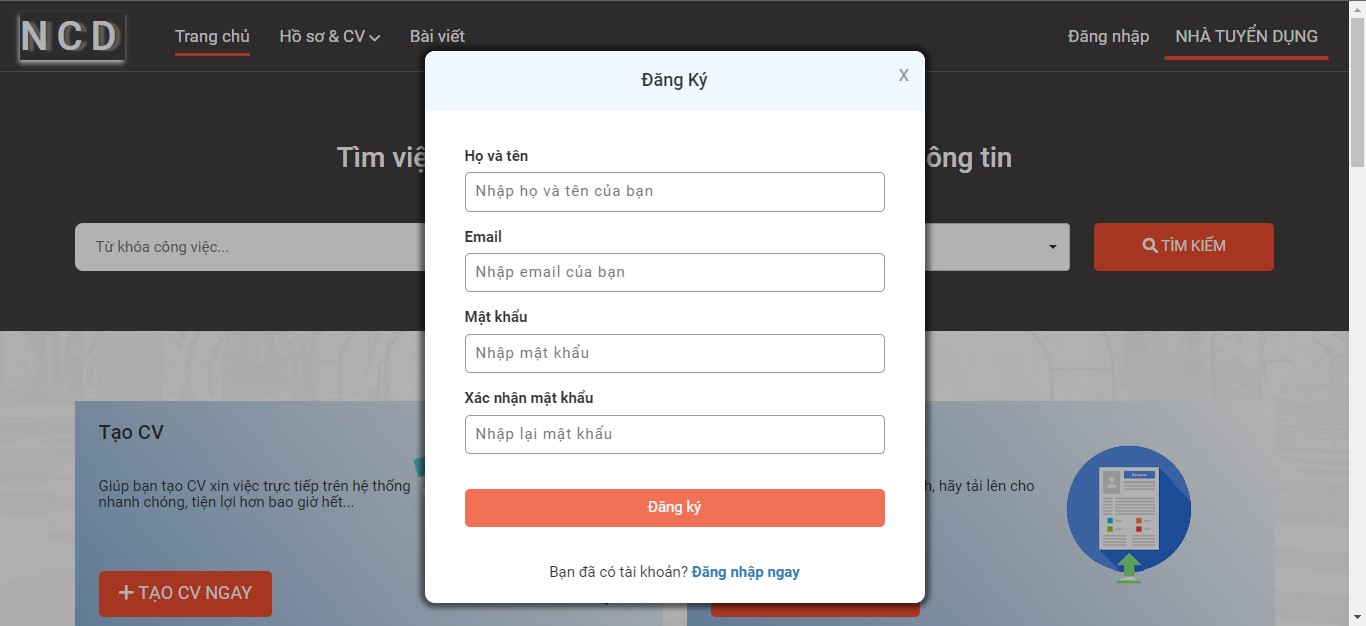 NCD
Trang chủ
Hồ sơ & CV
Bài viết
Đăng nhập
NHÀ TUYỂN DỤNG
Đăng Ký
X
Tìm
Họ và tên
Nhập họ và tên của bạn
tin
Email
Nhập email của bạn
Từ khóa công việc...
TÌM KIẾM
Mật khẩu
Nhập mật khẩu
Xác nhận mật khẩu
Nhập lại mật khẩu
Tạo CV
Giúp bạn tạo CV xin việc trực tiếp trên hệ thống
nhanh chóng, tiện lợi hơn bao giờ hết...
hãy tải lên cho
Đăng ký
Bạn đã có tài khoản? Đăng nhập ngay
TẠO CV NGAY